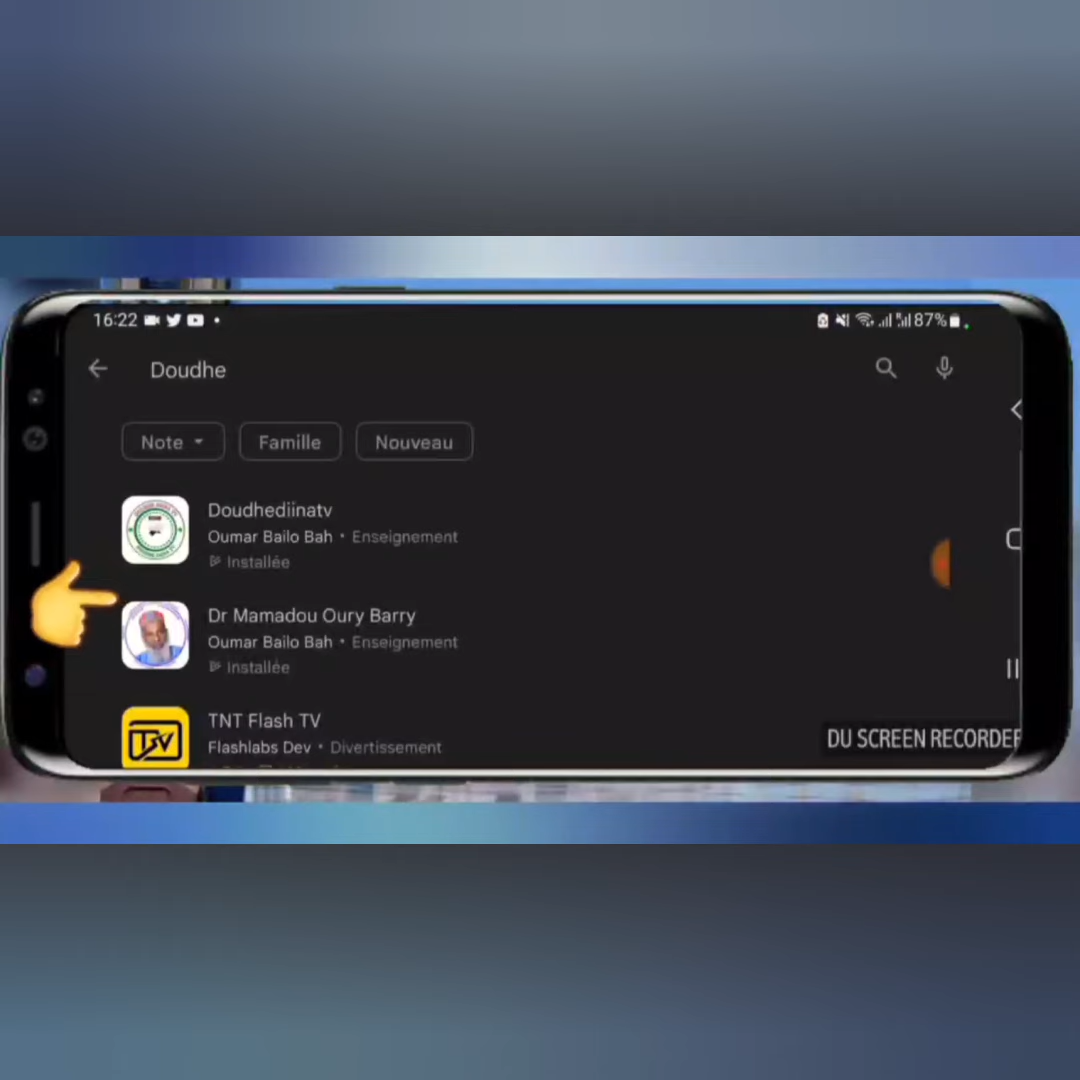 16:22 87%
Doudhe
Note Famille Nouveau
Doudhediinatv
Oumar Bailo Bah • Enseignement
Installée
Dr Mamadou Oury Barry
Oumar Bailo Bah • Enseignement
Installée
TNT Flash TV
Flashlabs Dev • Divertissement
DU SCREEN RECORDER